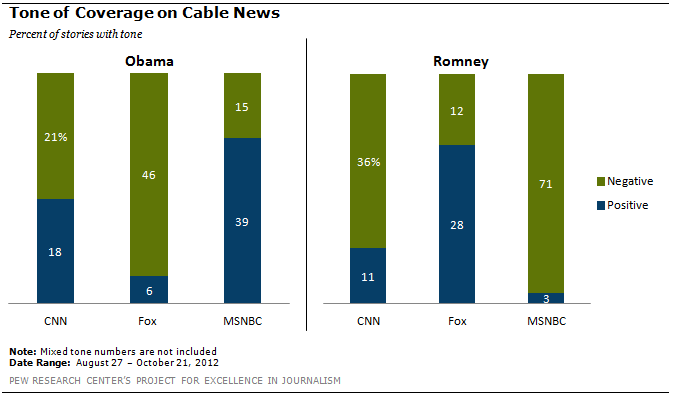 Tone of Coverage on Cable News
Percent of stories with tone
Obama
21%
18
46
6
15
39
CNN
Fox
MSNBC
Romney
36%
11
12
28
71
3
CNN
Fox
MSNBC
Negative
Positive
Note: Mixed tone numbers are not included
Date Range: August 27 – October 21, 2012
PEW RESEARCH CENTER'S PROJECT FOR EXCELLENCE IN JOURNALISM